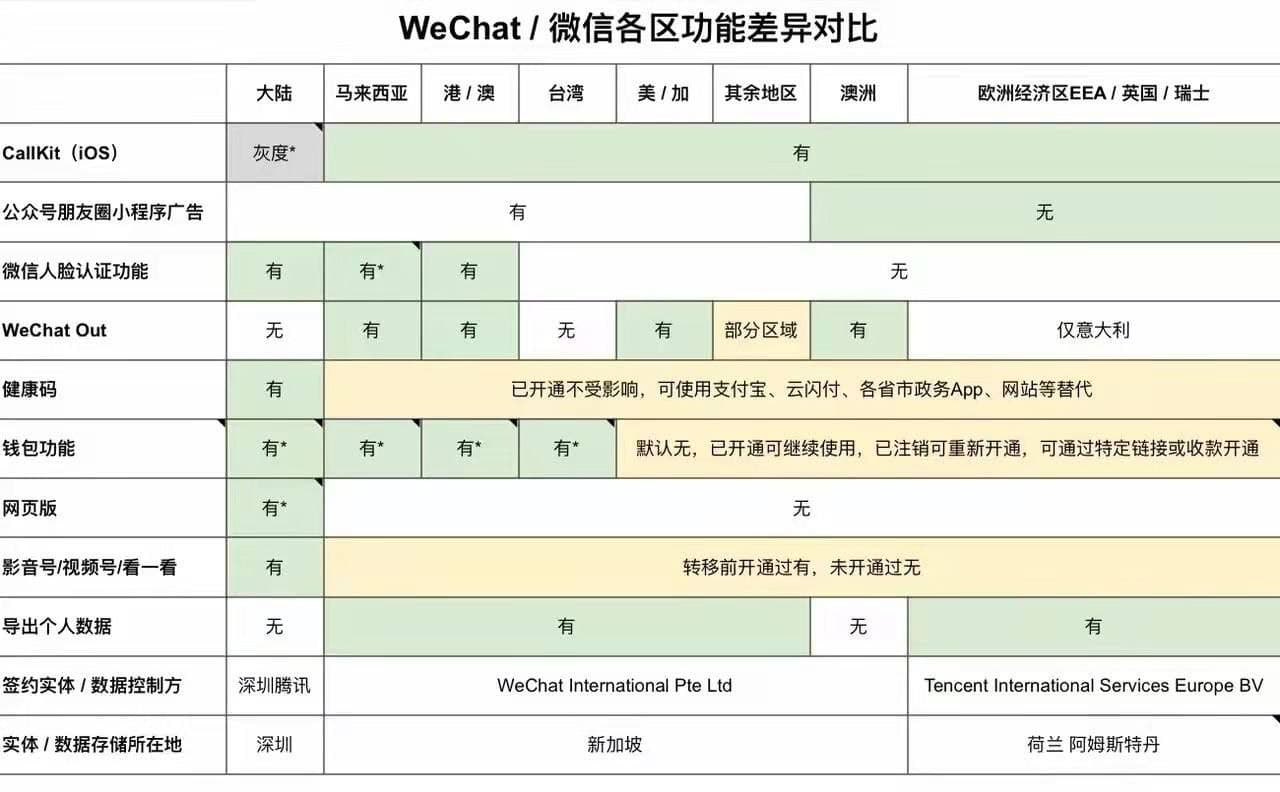 WeChat / 微信各区功能差异对比
大陆 马来西亚 港 / 澳 台湾 美 / 加 其余地区 澳洲 欧洲经济区EEA / 英国 / 瑞士
CallKit（iOS） 灰度* 有
公众号朋友圈小程序广告 有 无
微信人脸认证功能 有 有* 有 无
WeChat Out 无 有 有 无 有 部分区域 有 仅意大利
健康码 有 已开通不受影响，可使用支付宝、云闪付、各省市政务App、网站等替代
钱包功能 有* 有* 有* 有* 默认无，已开通可继续使用，已注销可重新开通，可通过特定链接或收款开通
网页版 有* 无
影音号/视频号/看一看 有 转移前开通过有，未开通过无
导出个人数据 无 有 无 有
签约实体 / 数据控制方 深圳腾讯 WeChat International Pte Ltd Tencent International Services Europe BV
实体 / 数据存储所在地 深圳 新加坡 荷兰 阿姆斯特丹